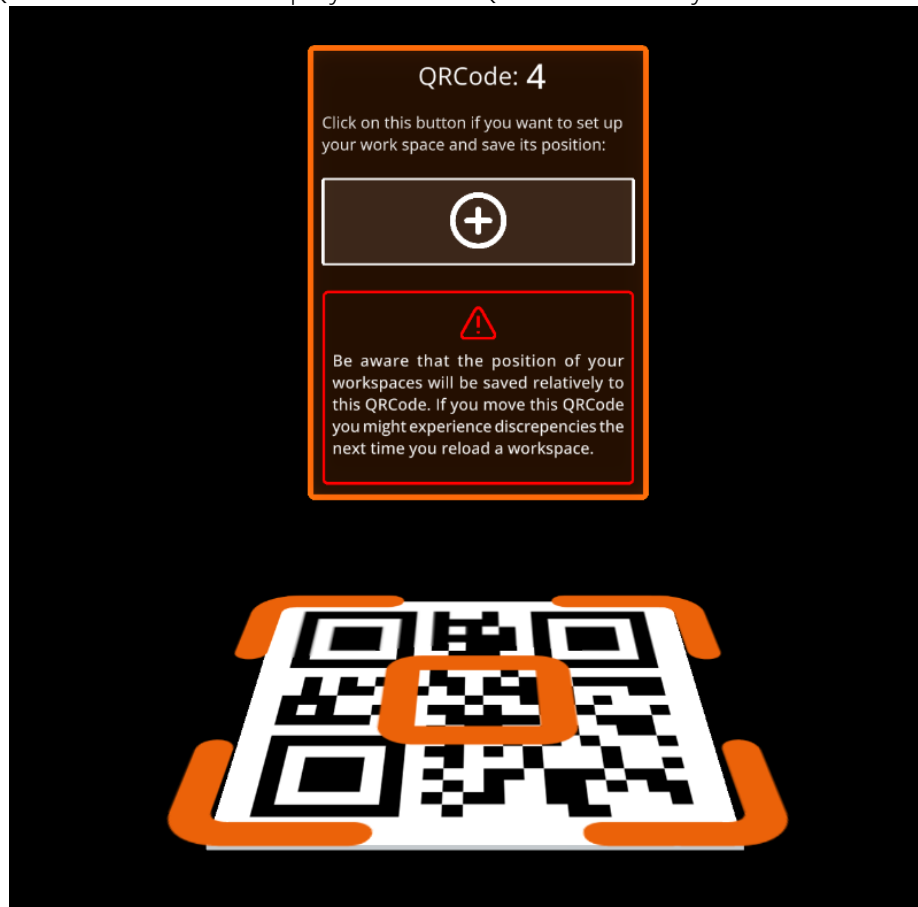 QRCode: 4
Click on this button if you want to set up
your work space and save its position:
Be aware that the position of your
workspaces will be saved relatively to
this QRCode. If you move this QRCode
you might experience discrepencies the
next time you reload a workspace.